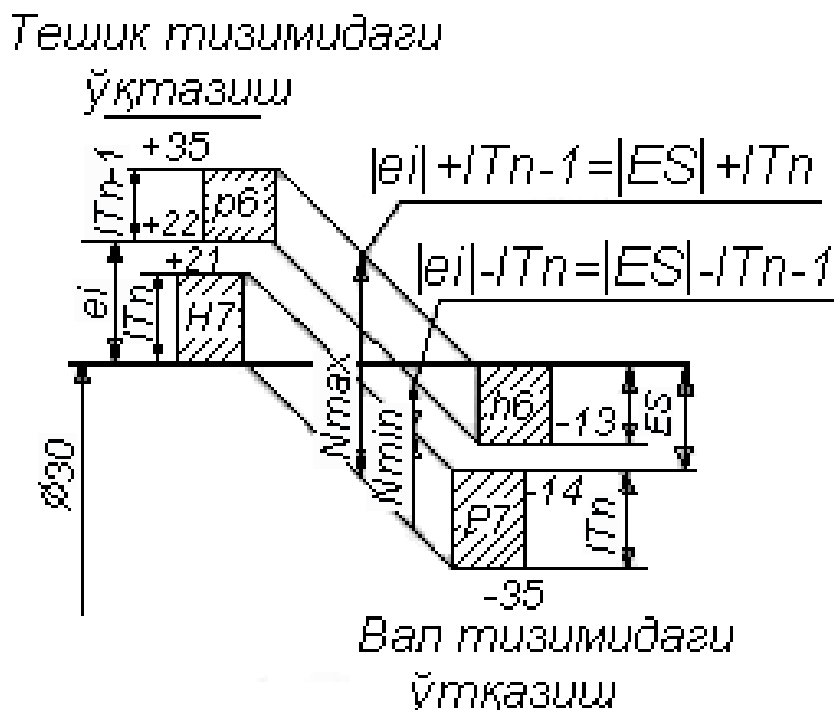 Тешик тизимидаги
ўқтазиш
+35
|ei|+ITn-1=|ES|+ITn
ITn-1
p6
+22
+21
|ei|-ITn=|ES|-ITn-1
ei
ITn
H7
Nmax
Nmin
h6
-13
ES
Ø30
-14
P7
ITn
-35
Вал тизимидаги
ўтқазиш